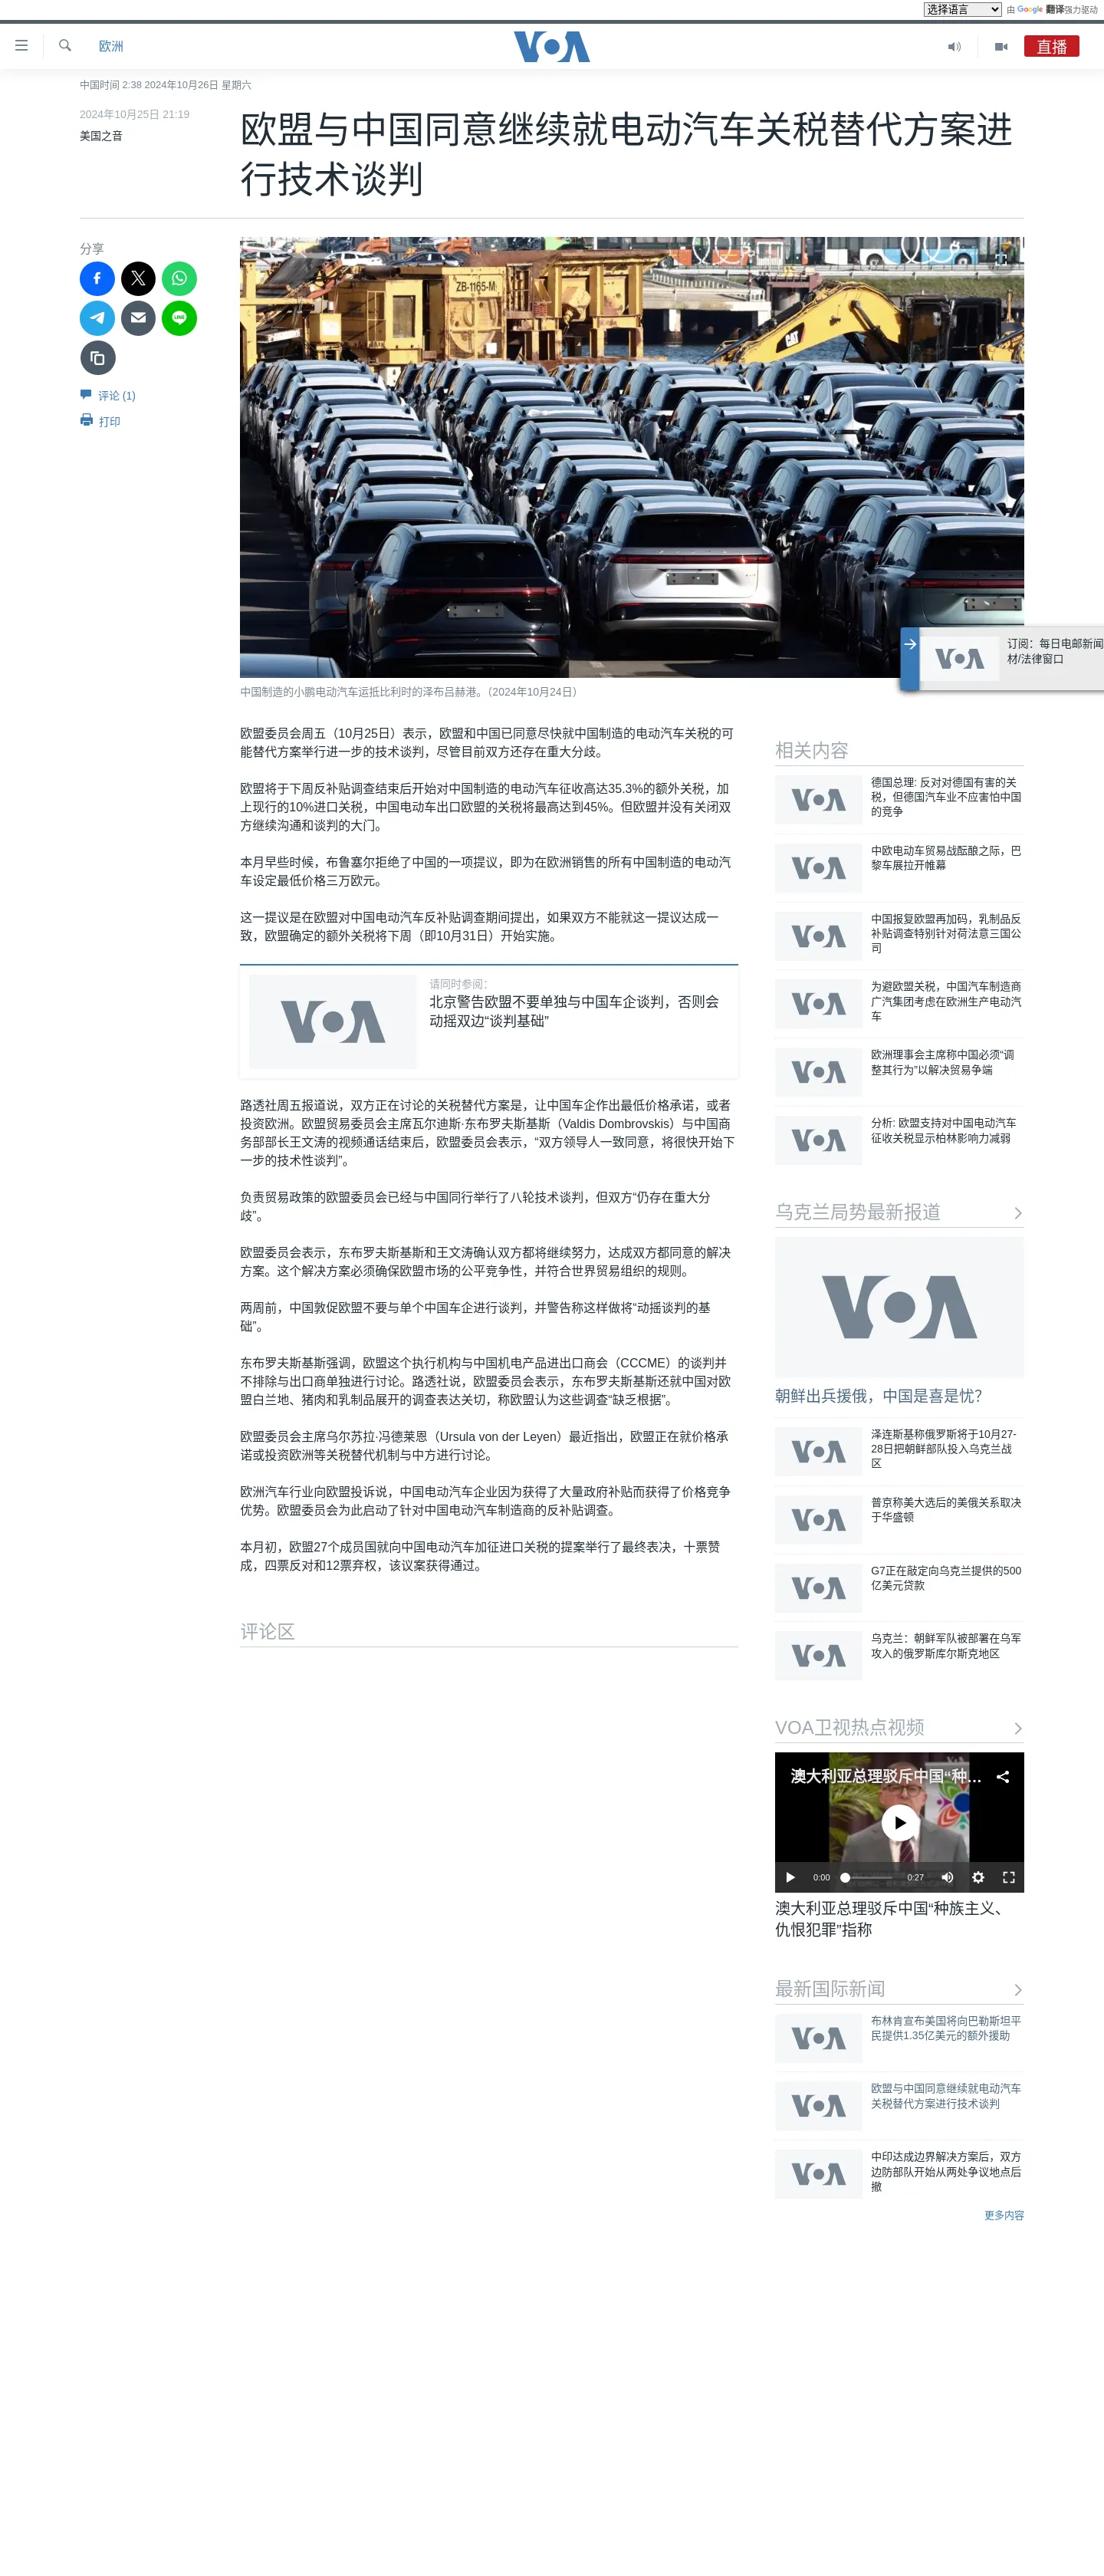 选择语言
由 Google 翻译强力驱动
欧洲
VOA
直播
中国时间 2:38 2024年10月26日 星期六
2024年10月25日 21:19
美国之音
欧盟与中国同意继续就电动汽车关税替代方案进
行技术谈判
分享
LINE
评论 (1)
打印
ZB-1165-M
CAT
中国制造的小鹏电动汽车运抵比利时的泽布吕赫港。（2024年10月24日）
VOA
订阅：每日电邮新闻
材/法律窗口
欧盟委员会周五（10月25日）表示，欧盟和中国已同意尽快就中国制造的电动汽车关税的可
能替代方案举行进一步的技术谈判，尽管目前双方还存在重大分歧。
欧盟将于下周反补贴调查结束后开始对中国制造的电动汽车征收高达35.3%的额外关税，加
上现行的10%进口关税，中国电动车出口欧盟的关税将最高达到45%。但欧盟并没有关闭双
方继续沟通和谈判的大门。
本月早些时候，布鲁塞尔拒绝了中国的一项提议，即为在欧洲销售的所有中国制造的电动汽
车设定最低价格三万欧元。
这一提议是在欧盟对中国电动汽车反补贴调查期间提出，如果双方不能就这一提议达成一
致，欧盟确定的额外关税将下周（即10月31日）开始实施。
VOA
请同时参阅：
北京警告欧盟不要单独与中国车企谈判，否则会
动摇双边“谈判基础”
路透社周五报道说，双方正在讨论的关税替代方案是，让中国车企作出最低价格承诺，或者
投资欧洲。欧盟贸易委员会主席瓦尔迪斯·东布罗夫斯基斯（Valdis Dombrovskis）与中国商
务部部长王文涛的视频通话结束后，欧盟委员会表示，“双方领导人一致同意，将很快开始下
一步的技术性谈判”。
负责贸易政策的欧盟委员会已经与中国同行举行了八轮技术谈判，但双方“仍存在重大分
歧”。
欧盟委员会表示，东布罗夫斯基斯和王文涛确认双方都将继续努力，达成双方都同意的解决
方案。这个解决方案必须确保欧盟市场的公平竞争性，并符合世界贸易组织的规则。
两周前，中国敦促欧盟不要与单个中国车企进行谈判，并警告称这样做将“动摇谈判的基
础”。
东布罗夫斯基斯强调，欧盟这个执行机构与中国机电产品进出口商会（CCCME）的谈判并
不排除与出口商单独进行讨论。路透社说，欧盟委员会表示，东布罗夫斯基斯还就中国对欧
盟白兰地、猪肉和乳制品展开的调查表达关切，称欧盟认为这些调查“缺乏根据”。
欧盟委员会主席乌尔苏拉·冯德莱恩（Ursula von der Leyen）最近指出，欧盟正在就价格承
诺或投资欧洲等关税替代机制与中方进行讨论。
欧洲汽车行业向欧盟投诉说，中国电动汽车企业因为获得了大量政府补贴而获得了价格竞争
优势。欧盟委员会为此启动了针对中国电动汽车制造商的反补贴调查。
本月初，欧盟27个成员国就向中国电动汽车加征进口关税的提案举行了最终表决，十票赞
成，四票反对和12票弃权，该议案获得通过。
评论区
相关内容
VOA
德国总理: 反对对德国有害的关
税，但德国汽车业不应害怕中国
的竞争
VOA
中欧电动车贸易战酝酿之际，巴
黎车展拉开帷幕
VOA
中国报复欧盟再加码，乳制品反
补贴调查特别针对荷法意三国公
司
VOA
为避欧盟关税，中国汽车制造商
广汽集团考虑在欧洲生产电动汽
车
VOA
欧洲理事会主席称中国必须“调
整其行为”以解决贸易争端
VOA
分析: 欧盟支持对中国电动汽车
征收关税显示柏林影响力减弱
乌克兰局势最新报道
VOA
朝鲜出兵援俄，中国是喜是忧？
VOA
泽连斯基称俄罗斯将于10月27-
28日把朝鲜部队投入乌克兰战
区
VOA
普京称美大选后的美俄关系取决
于华盛顿
VOA
G7正在敲定向乌克兰提供的500
亿美元贷款
VOA
乌克兰：朝鲜军队被部署在乌军
攻入的俄罗斯库尔斯克地区
VOA卫视热点视频
澳大利亚总理驳斥中国“种…
0:00
0:27
澳大利亚总理驳斥中国“种族主义、
仇恨犯罪”指称
最新国际新闻
VOA
布林肯宣布美国将向巴勒斯坦平
民提供1.35亿美元的额外援助
VOA
欧盟与中国同意继续就电动汽车
关税替代方案进行技术谈判
VOA
中印达成边界解决方案后，双方
边防部队开始从两处争议地点后
撤
更多内容